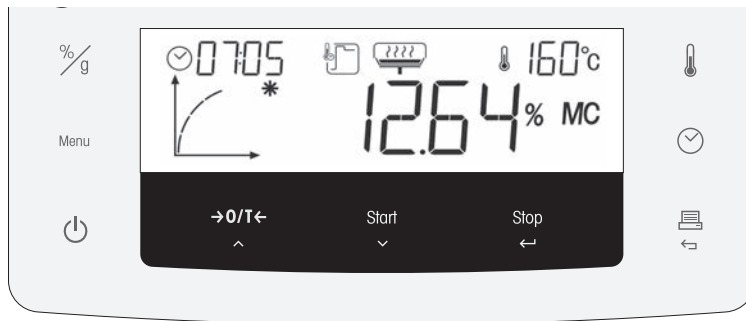 %/g
07:05
160°C
* 12.64% MC
Menu
→0/T←
Start
Stop